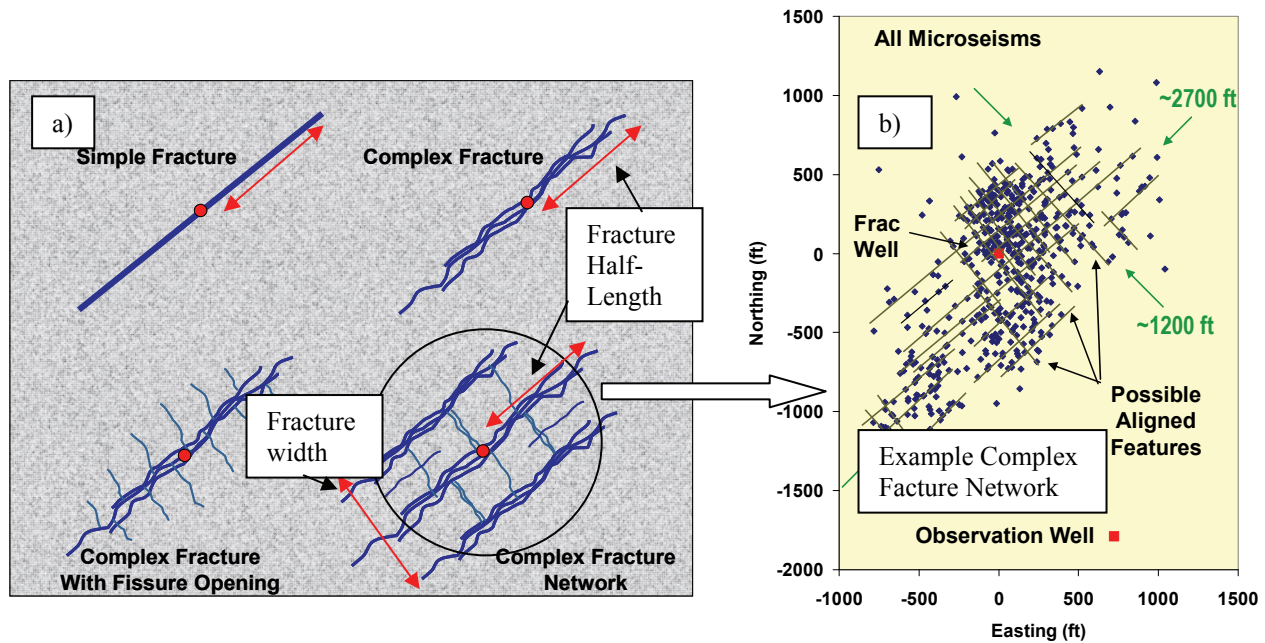 a)
Simple Fracture
Complex Fracture
Fracture
Half-
Length
Fracture
width
Complex Fracture
With Fissure Opening
Complex Fracture
Network
b)
All Microseisms
~2700 ft
Frac
Well
~1200 ft
Possible
Aligned
Features
Example Complex
Facture Network
Observation Well
Northing (ft)
1500
1000
500
0
-500
-1000
-1500
-2000
-1000 -500 0 500 1000 1500
Easting (ft)